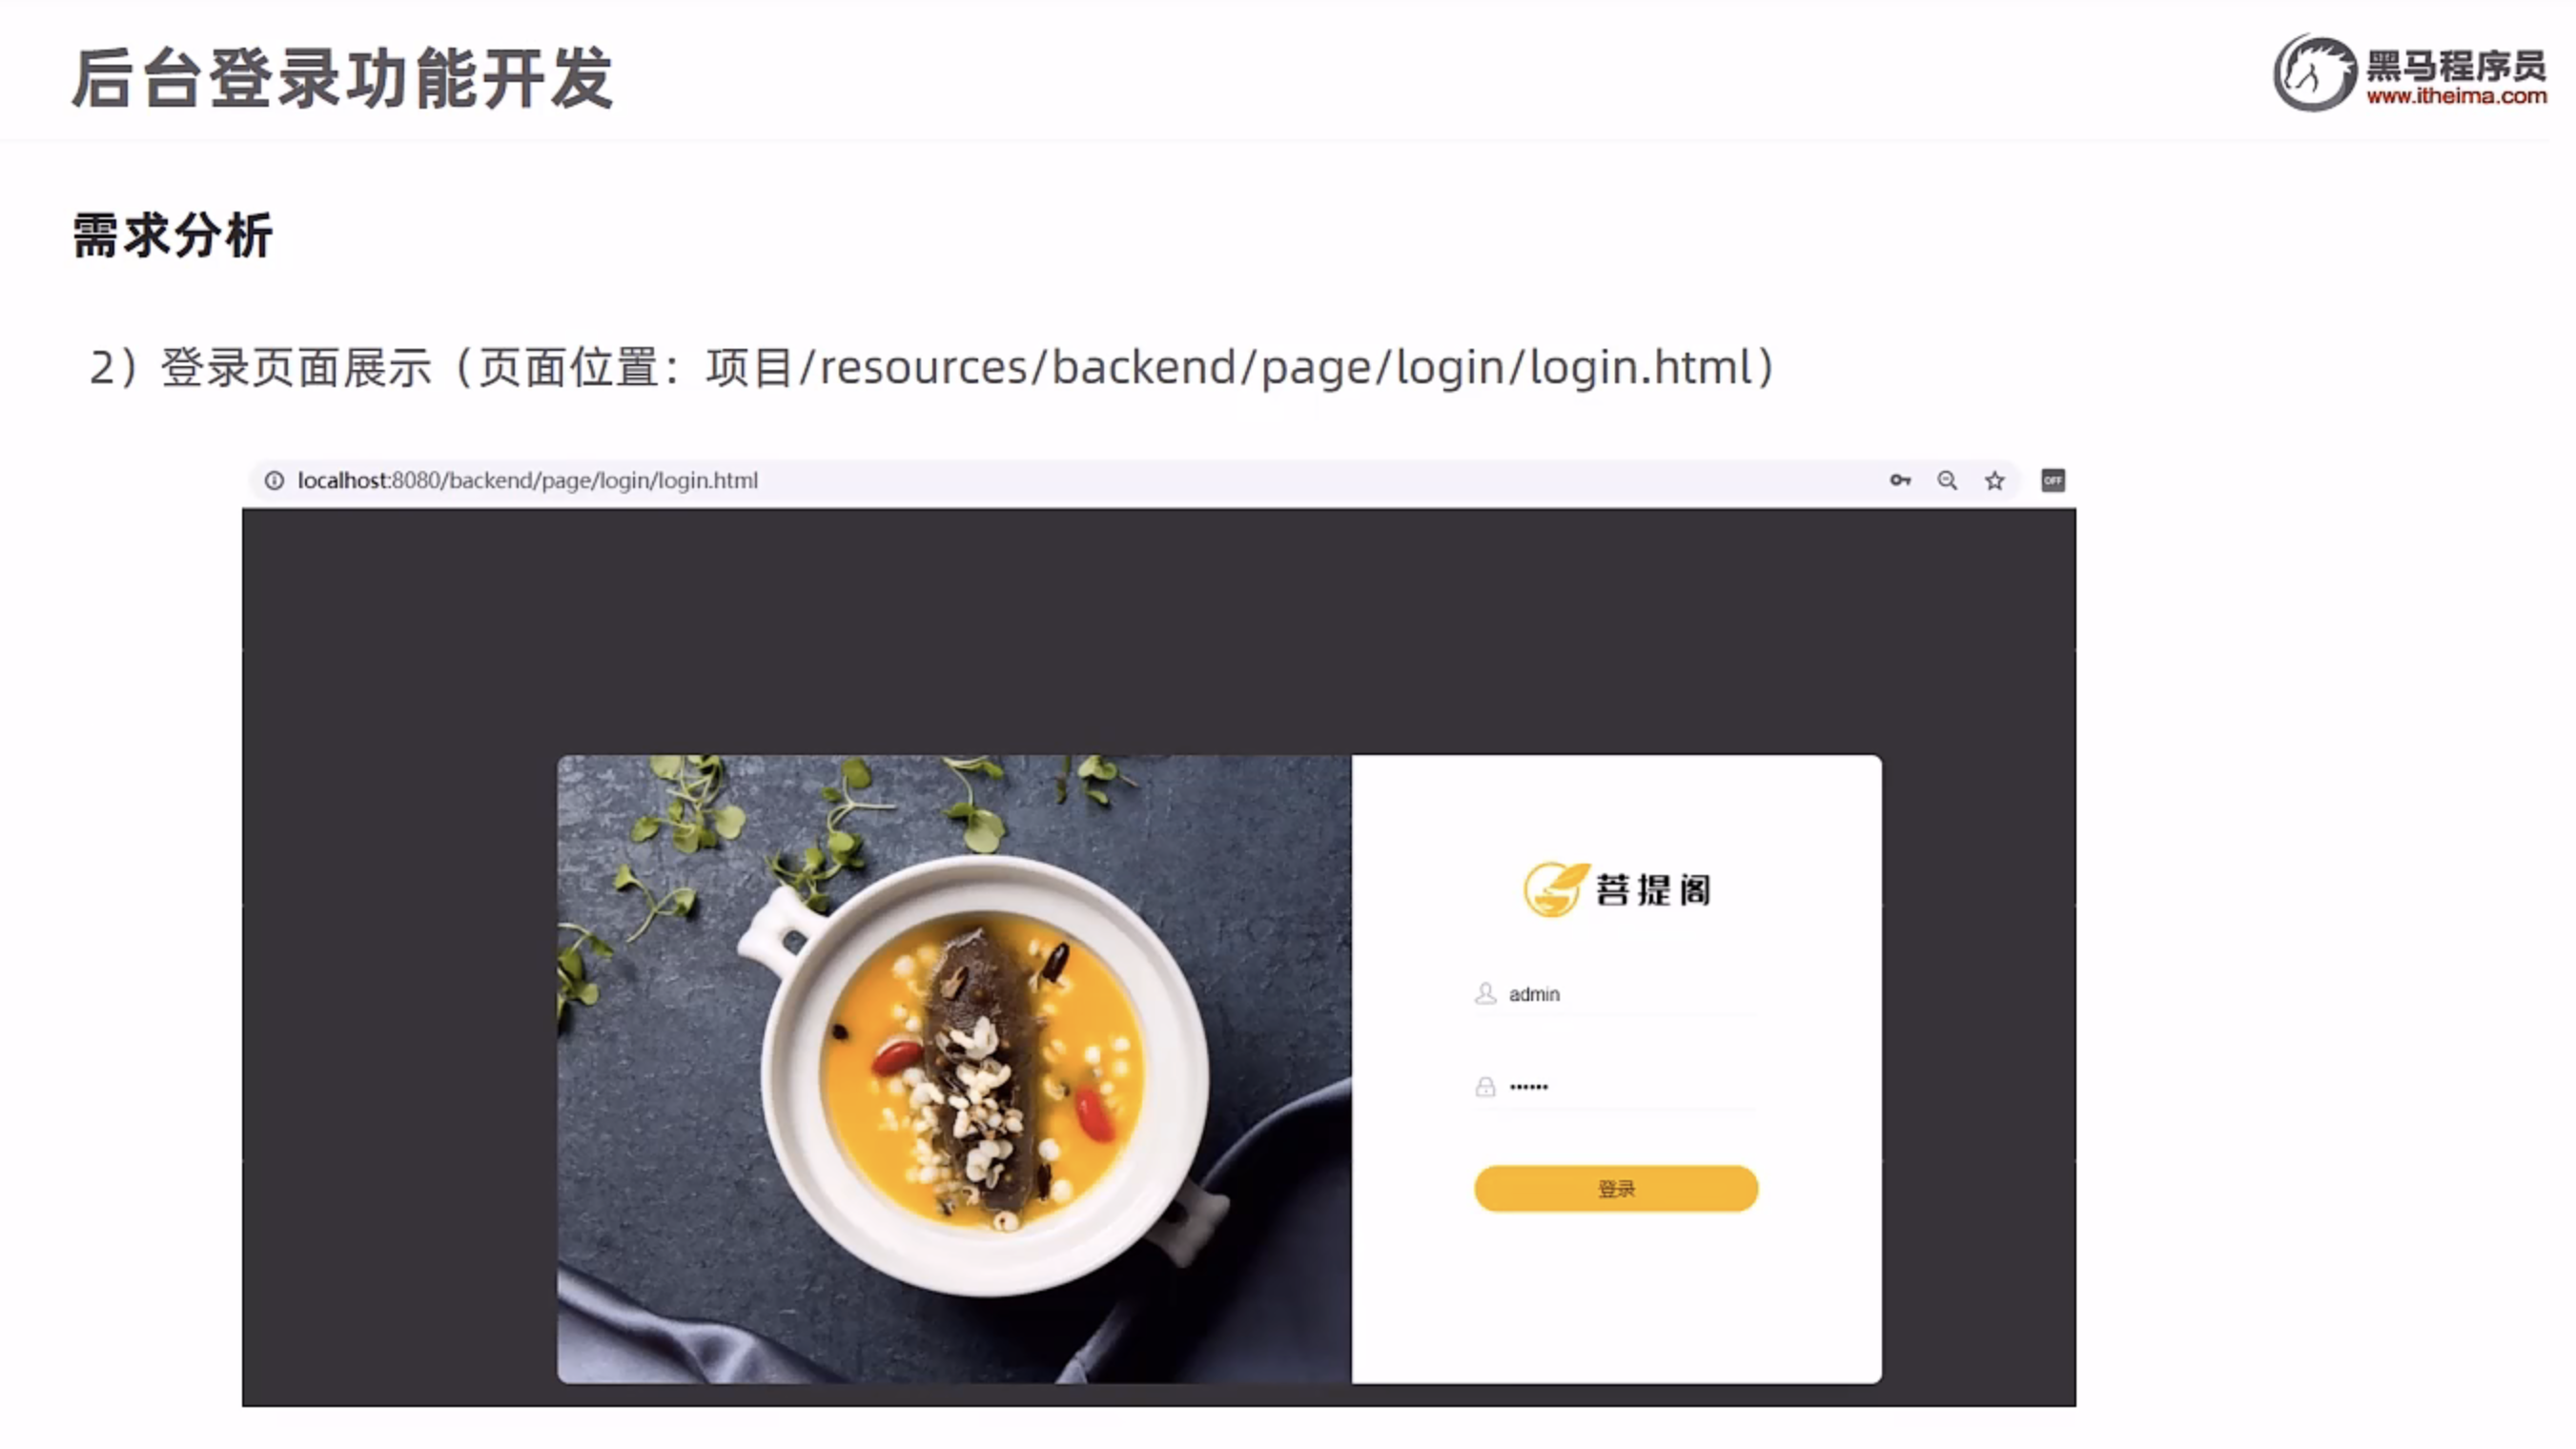 后台登录功能开发
黑马程序员
www.itheima.com
需求分析
2）登录页面展示（页面位置：项目/resources/backend/page/login/login.html）
localhost:8080/backend/page/login/login.html
OFF
菩提阁
admin
••••••
登录